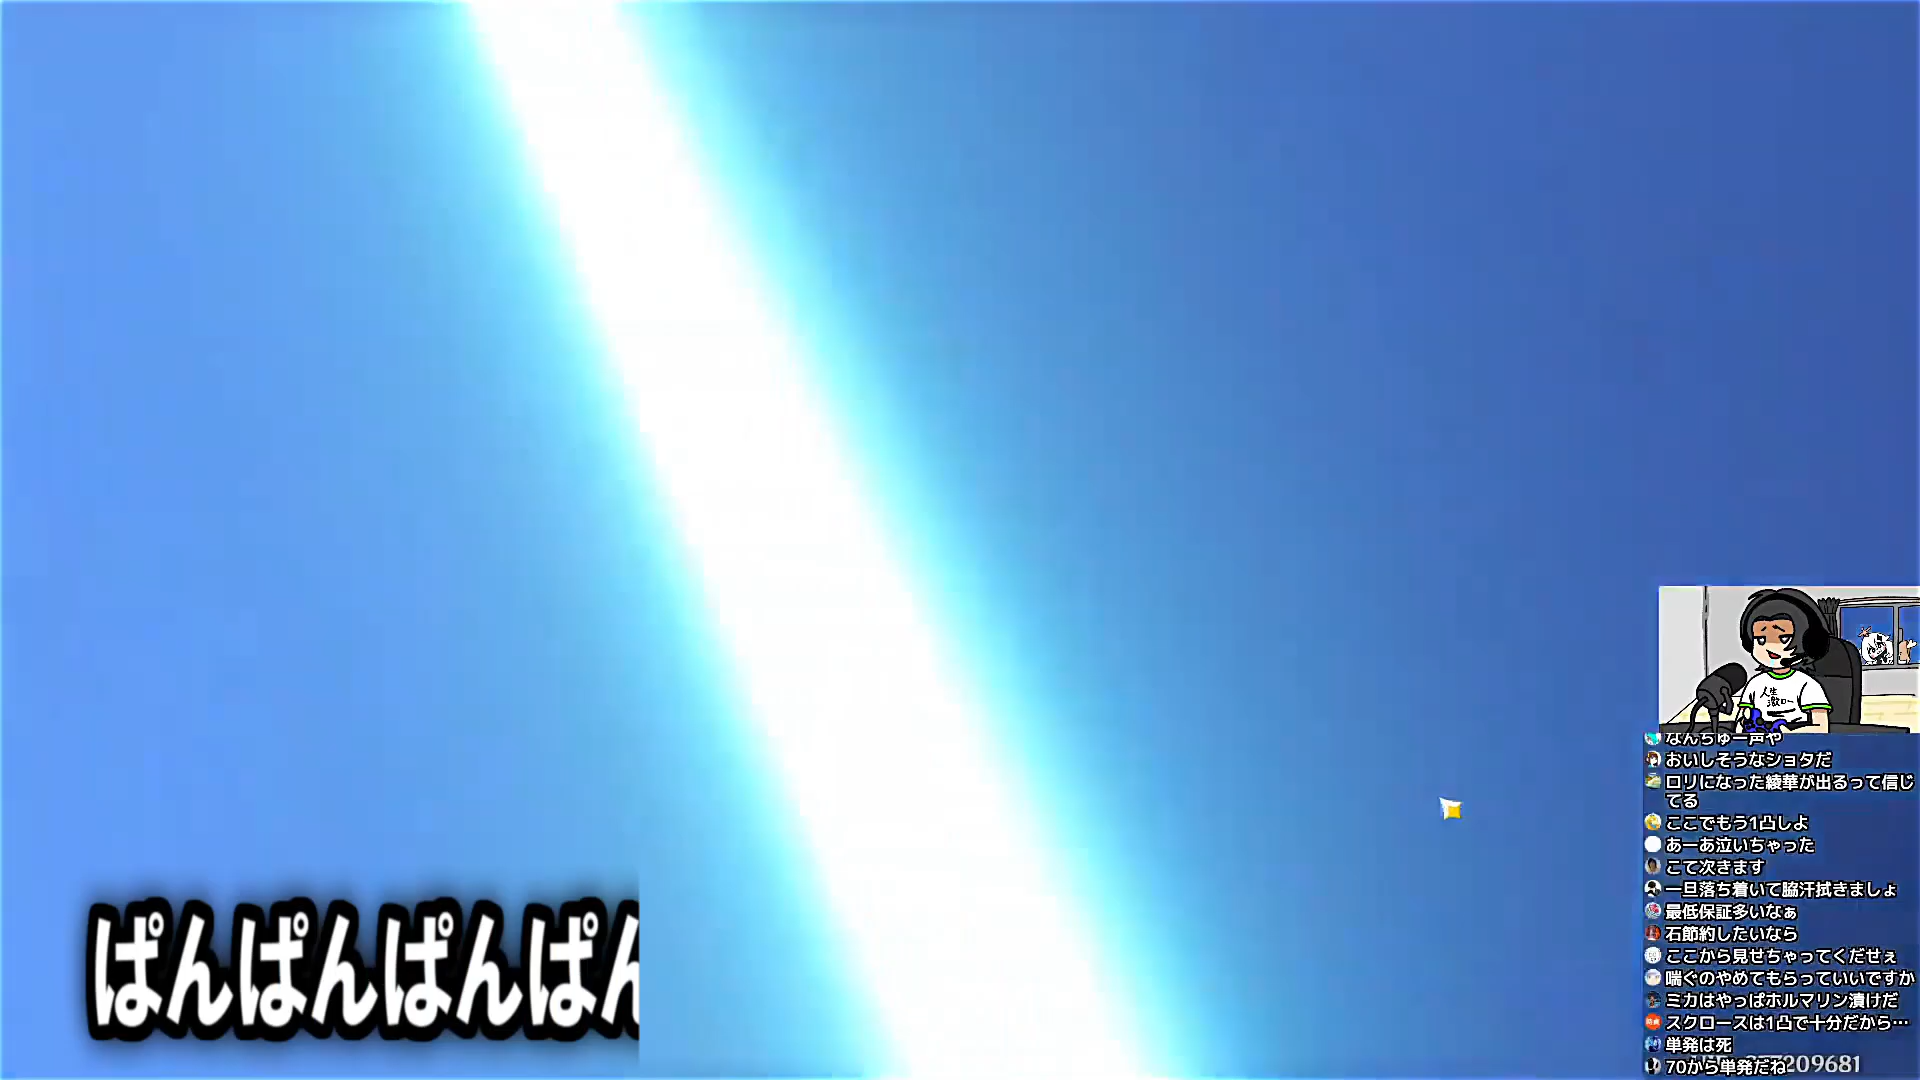 人生
なんちゅー声や
おいしそうなショタだ
ロリになった綾華が出るって信じ
てる
ここでもう1凸しよ
あーあ泣いちゃった
こて次きます
一旦落ち着いて脇汗拭きましょ
最低保証多いなぁ
石節約したいなら
ここから見せちゃってくだせぇ
喘ぐのやめてもらっていいですか
ミカはやっぱホルマリン漬けだ
スクロースは1凸で十分だから…
単発は死
70から単発だね
209681
ぱんぱんぱんぱん